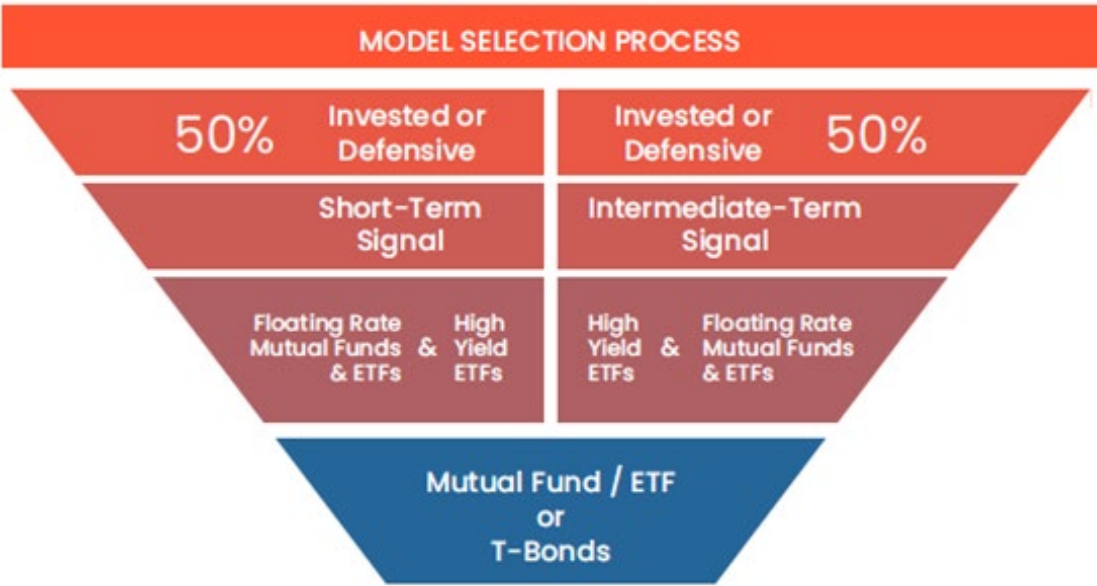 MODEL SELECTION PROCESS
50%
Invested or
Defensive
Invested or
Defensive
50%
Short-Term
Signal
Intermediate-Term
Signal
Floating Rate
Mutual Funds
& ETFs
&
High
Yield
ETFs
High
Yield
ETFs
&
Floating Rate
Mutual Funds
& ETFs
Mutual Fund / ETF
or
T-Bonds